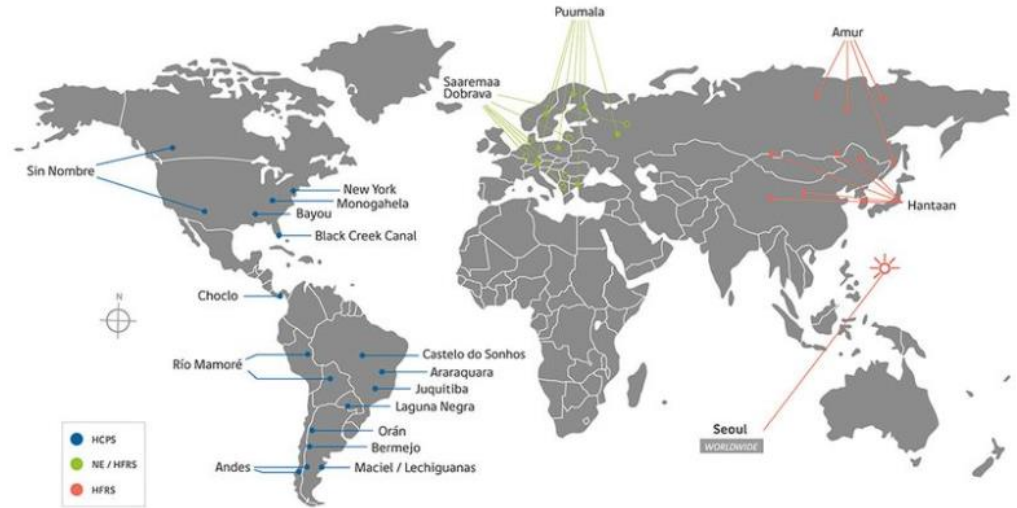 Puumala
Amur
Saaremaa
Dobrava
Sin Nombre
New York
Monogahela
Bayou
Black Creek Canal
Hantaan
Choclo
N
Río Mamoré
Castelo do Sonhos
Araraquara
Juquitiba
Laguna Negra
Orán
Bermejo
Andes
Maciel / Lechiguanas
Seoul
WORLDWIDE
HCPS
NE / HFRS
HFRS